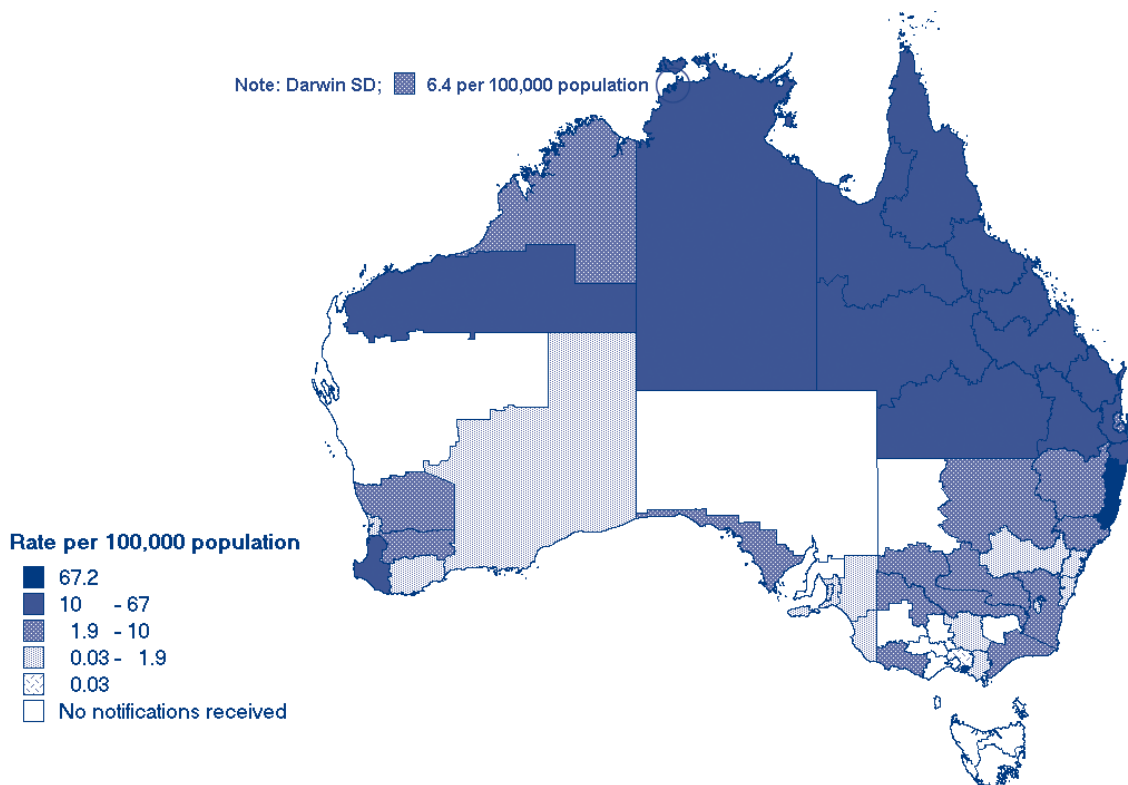 Note: Darwin SD; 6.4 per 100,000 population
Rate per 100,000 population
67.2
10 - 67
1.9 - 10
0.03 - 1.9
0.03
No notifications received